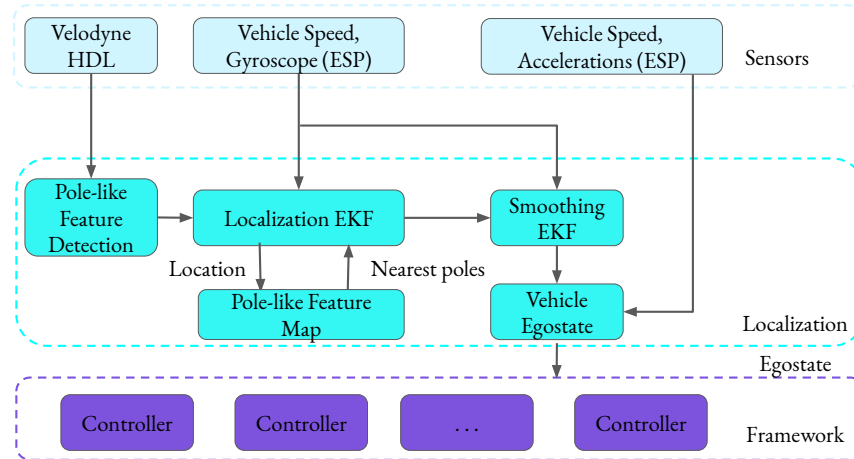 Velodyne
HDL
Vehicle Speed,
Gyroscope (ESP)
Vehicle Speed,
Accelerations (ESP)
Sensors
Pole-like
Feature
Detection
Localization EKF
Smoothing
EKF
Location
Nearest poles
Pole-like Feature
Map
Vehicle
Egostate
Localization
Egostate
Controller
Controller
. . .
Controller
Framework